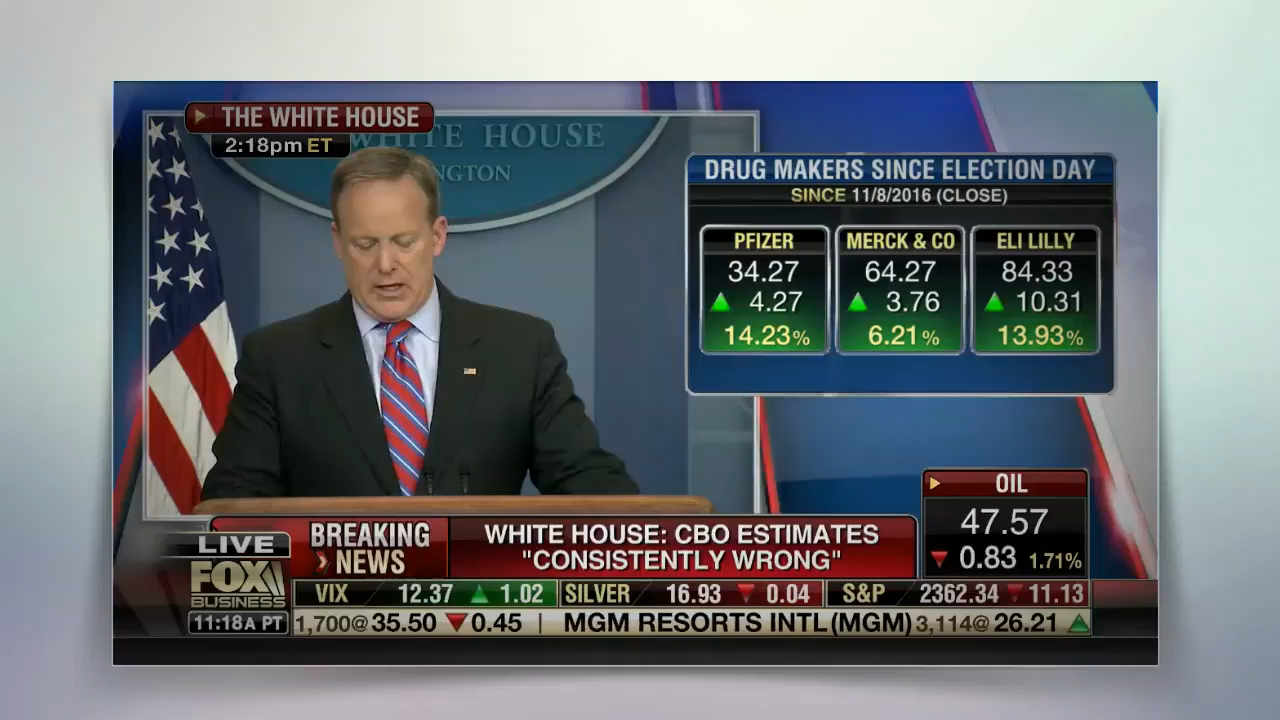 THE WHITE HOUSE
2:18pm ET
WHITE HOUSE
NGTON
DRUG MAKERS SINCE ELECTION DAY
SINCE 11/8/2016 (CLOSE)
PFIZER MERCK & CO ELI LILLY
34.27 64.27 84.33
▲ 4.27 ▲ 3.76 ▲ 10.31
14.23% 6.21% 13.93%
OIL
47.57
▼ 0.83 1.71%
BREAKING
NEWS
WHITE HOUSE: CBO ESTIMATES
"CONSISTENTLY WRONG"
LIVE
FOX
BUSINESS
11:18A PT
VIX 12.37 ▲ 1.02 SILVER 16.93 ▼ 0.04 S&P 2362.34 ▼ 11.13
1,700@35.50 ▼0.45 | MGM RESORTS INTL(MGM) 3,114@26.21 ▲